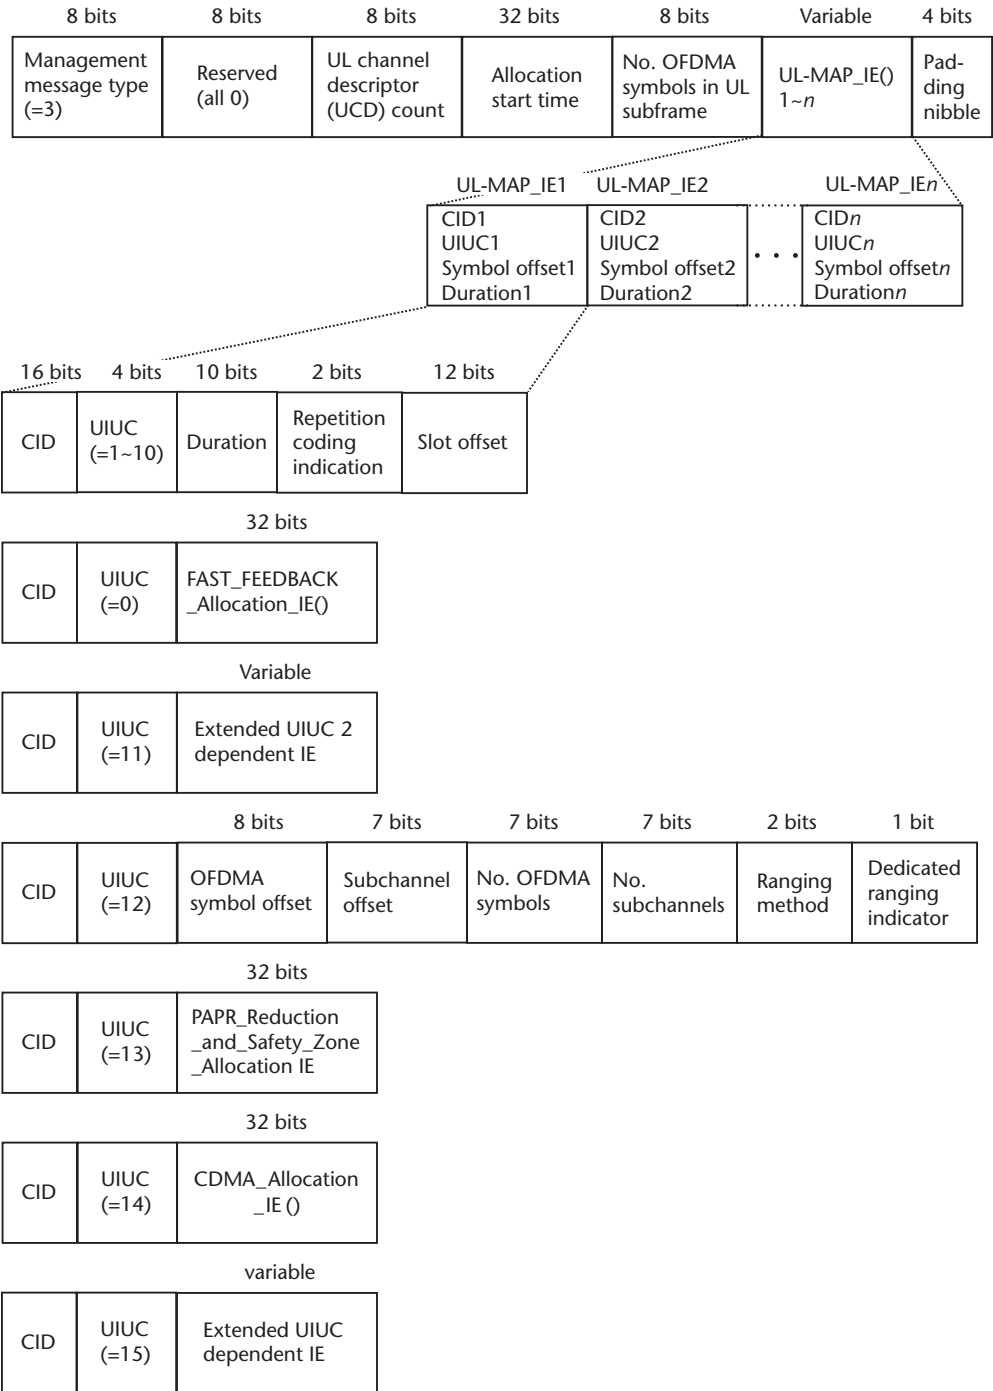 8 bits 8 bits 8 bits 32 bits 8 bits Variable 4 bits
Management
message type
(=3)
Reserved
(all 0)
UL channel
descriptor
(UCD) count
Allocation
start time
No. OFDMA
symbols in UL
subframe
UL-MAP_IE()
1~n
Pad-
ding
nibble
UL-MAP_IE1 UL-MAP_IE2 UL-MAP_IEn
CID1
UIUC1
Symbol offset1
Duration1
CID2
UIUC2
Symbol offset2
Duration2
• • •
CIDn
UIUCn
Symbol offsetn
Durationn
16 bits 4 bits 10 bits 2 bits 12 bits
CID
UIUC
(=1~10)
Duration
Repetition
coding
indication
Slot offset
32 bits
CID
UIUC
(=0)
FAST_FEEDBACK
_Allocation_IE()
Variable
CID
UIUC
(=11)
Extended UIUC 2
dependent IE
8 bits 7 bits 7 bits 7 bits 2 bits 1 bit
CID
UIUC
(=12)
OFDMA
symbol offset
Subchannel
offset
No. OFDMA
symbols
No.
subchannels
Ranging
method
Dedicated
ranging
indicator
32 bits
CID
UIUC
(=13)
PAPR_Reduction
_and_Safety_Zone
_Allocation IE
32 bits
CID
UIUC
(=14)
CDMA_Allocation
_IE ()
variable
CID
UIUC
(=15)
Extended UIUC
dependent IE